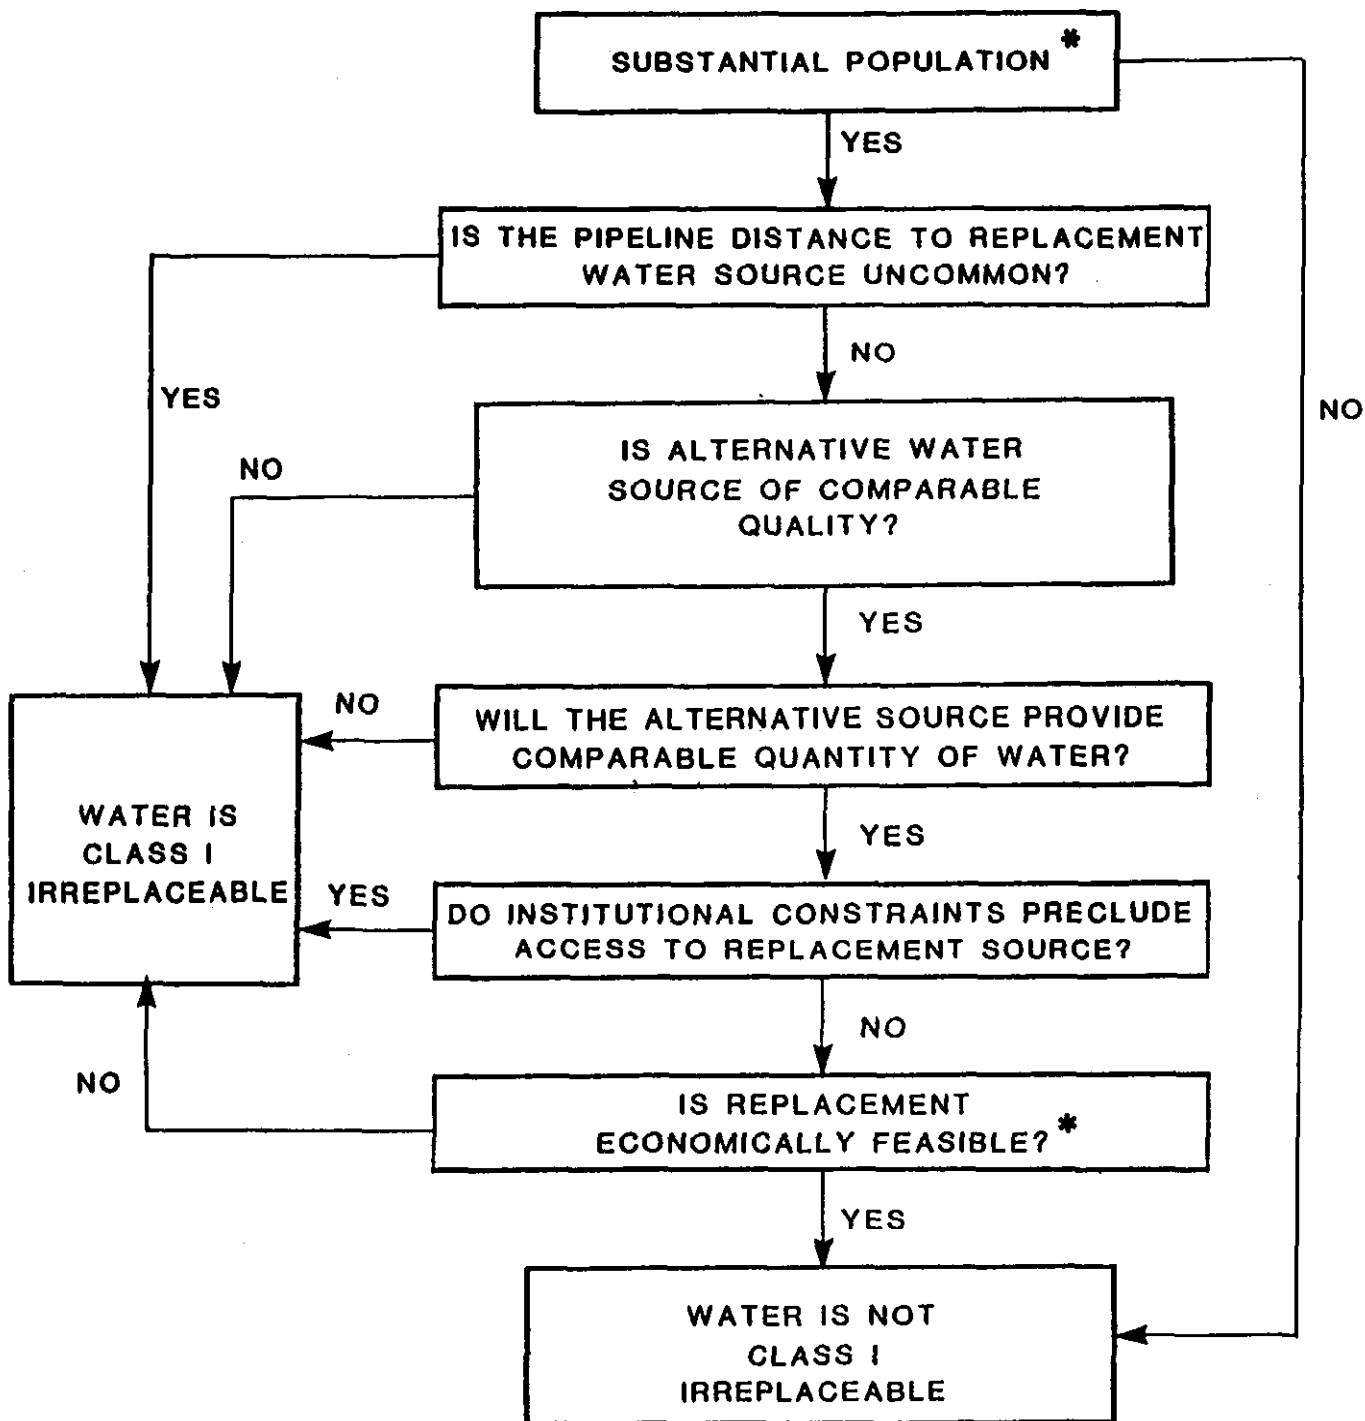 SUBSTANTIAL POPULATION *
YES
IS THE PIPELINE DISTANCE TO REPLACEMENT
WATER SOURCE UNCOMMON?
NO
YES
NO
IS ALTERNATIVE WATER
SOURCE OF COMPARABLE
QUALITY?
NO
YES
WILL THE ALTERNATIVE SOURCE PROVIDE
COMPARABLE QUANTITY OF WATER?
NO
YES
WATER IS
CLASS I
IRREPLACEABLE
YES
DO INSTITUTIONAL CONSTRAINTS PRECLUDE
ACCESS TO REPLACEMENT SOURCE?
NO
NO
IS REPLACEMENT
ECONOMICALLY FEASIBLE? *
YES
WATER IS NOT
CLASS I
IRREPLACEABLE